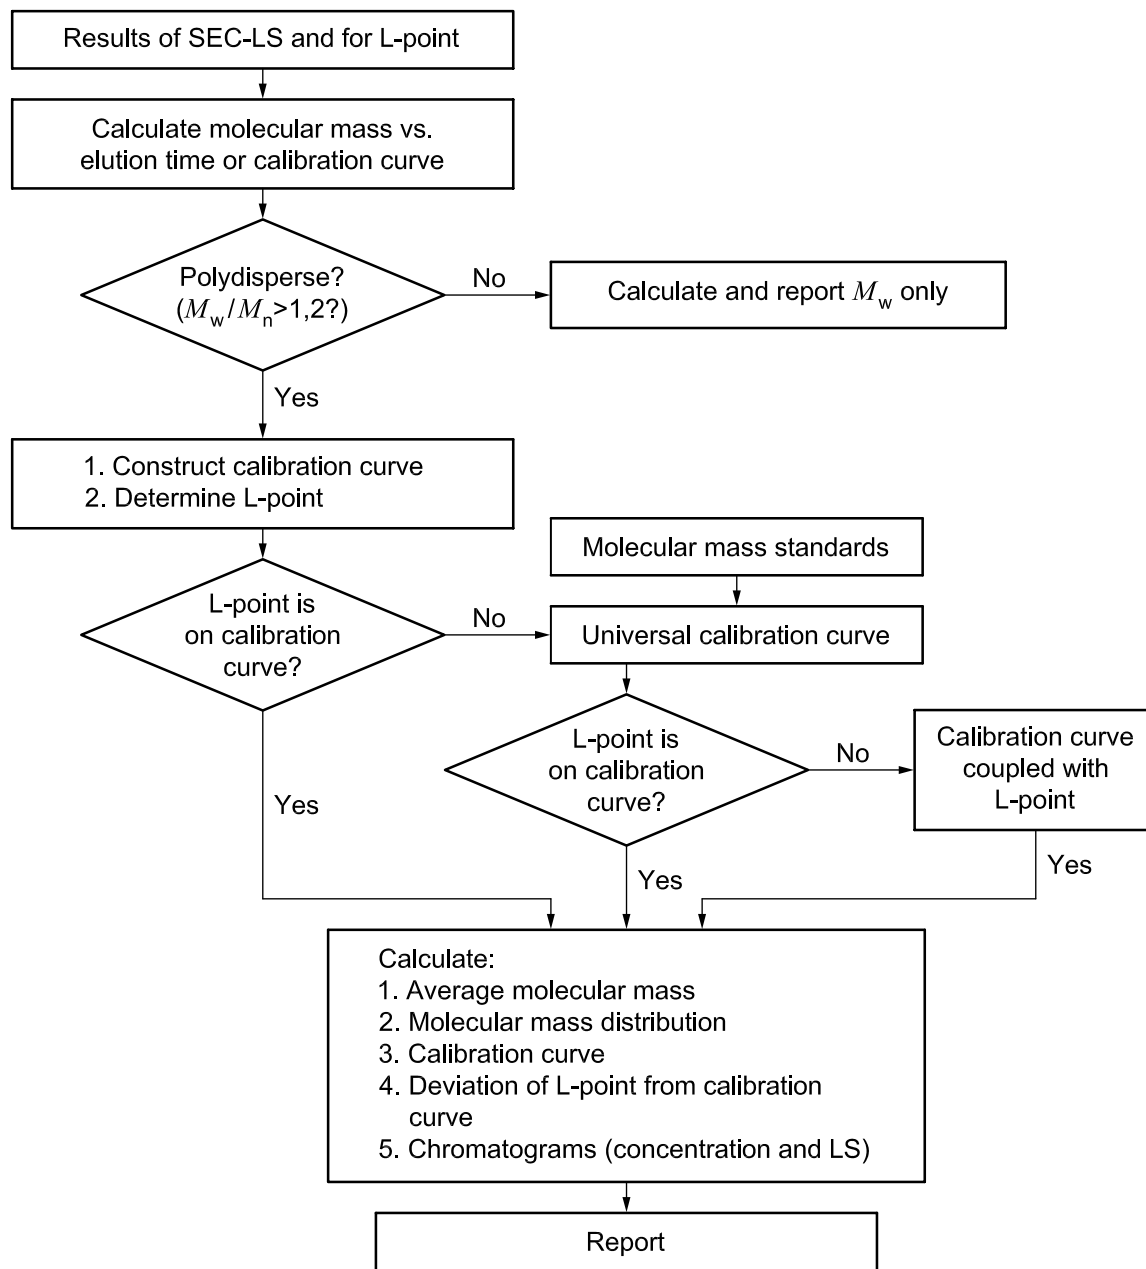 Results of SEC-LS and for L-point
Calculate molecular mass vs.
elution time or calibration curve
Polydisperse?
(Mw/Mn>1,2?)
No
Calculate and report Mw only
Yes
1. Construct calibration curve
2. Determine L-point
Molecular mass standards
L-point is
on calibration
curve?
No
Universal calibration curve
L-point is
on calibration
curve?
No
Calibration curve
coupled with
L-point
Yes
Yes
Yes
Calculate:
1. Average molecular mass
2. Molecular mass distribution
3. Calibration curve
4. Deviation of L-point from calibration
curve
5. Chromatograms (concentration and LS)
Report